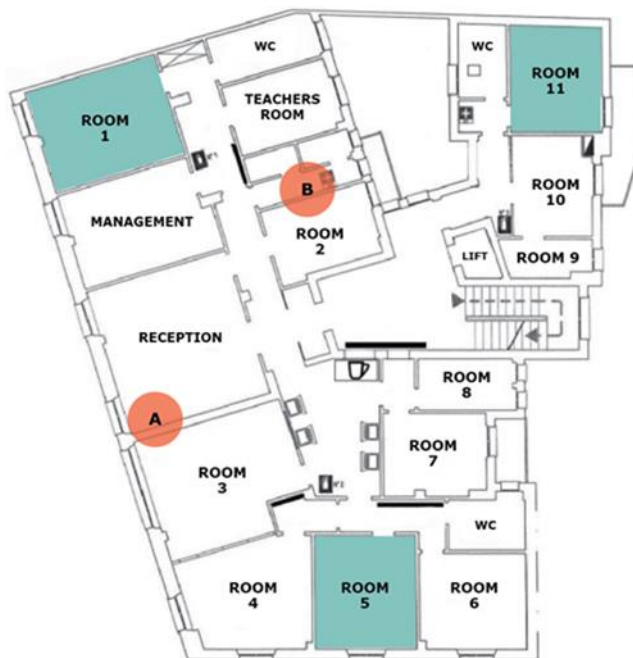 WC
WC
ROOM
11
TEACHERS
ROOM
ROOM
1
B
ROOM
10
MANAGEMENT
ROOM
2
LIFT
ROOM 9
RECEPTION
ROOM
8
A
ROOM
7
ROOM
3
WC
ROOM
4
ROOM
5
ROOM
6